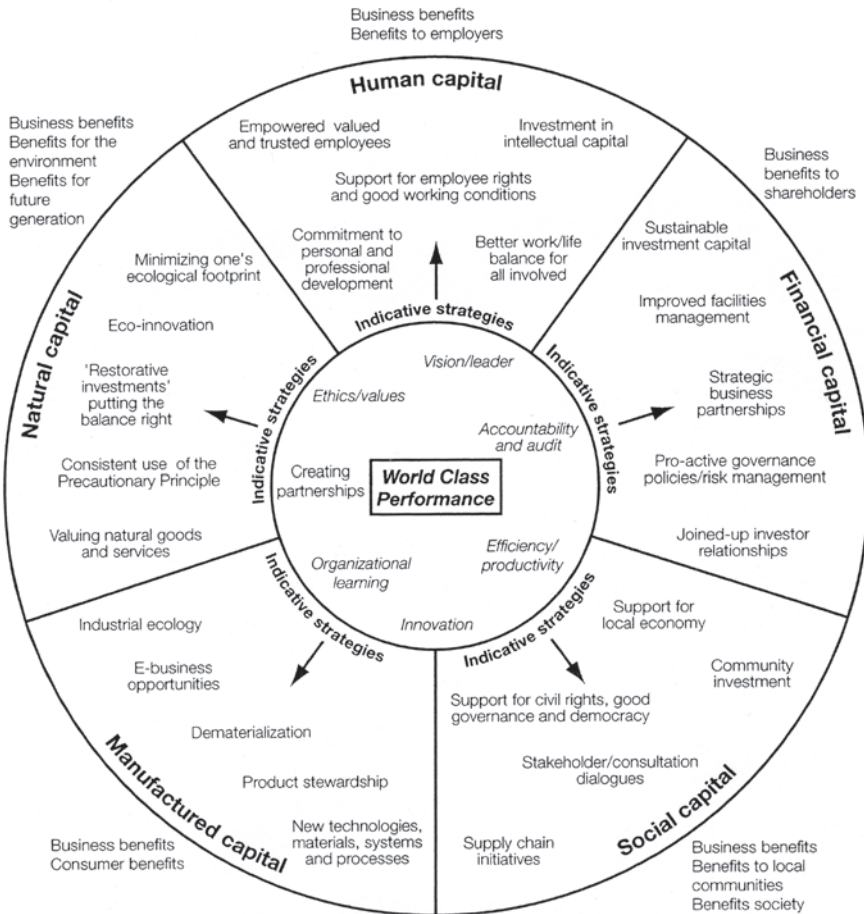 Business benefits
Benefits to employers
Human capital
Empowered valued
and trusted employees
Investment in
intellectual capital
Support for employee rights
and good working conditions
Commitment to
personal and
professional
development
Better work/life
balance for
all involved
Indicative strategies
Business
benefits to
shareholders
Financial capital
Sustainable
investment capital
Improved facilities
management
Strategic
business
partnerships
Pro-active governance
policies/risk management
Joined-up investor
relationships
Indicative strategies
Business benefits
Benefits to local
communities
Benefits society
Social capital
Support for
local economy
Community
investment
Support for civil rights, good
governance and democracy
Stakeholder/consultation
dialogues
Supply chain
initiatives
Indicative strategies
Business benefits
Consumer benefits
Manufactured capital
Industrial ecology
E-business
opportunities
Dematerialization
Product stewardship
New technologies,
materials, systems
and processes
Indicative strategies
Business benefits
Benefits for the
environment
Benefits for
future
generation
Natural capital
Minimizing one's
ecological footprint
Eco-innovation
'Restorative
investments'
putting the
balance right
Consistent use of the
Precautionary Principle
Valuing natural goods
and services
Indicative strategies
Vision/leader
Ethics/values
Accountability
and audit
Creating
partnerships
World Class
Performance
Efficiency/
productivity
Organizational
learning
Innovation